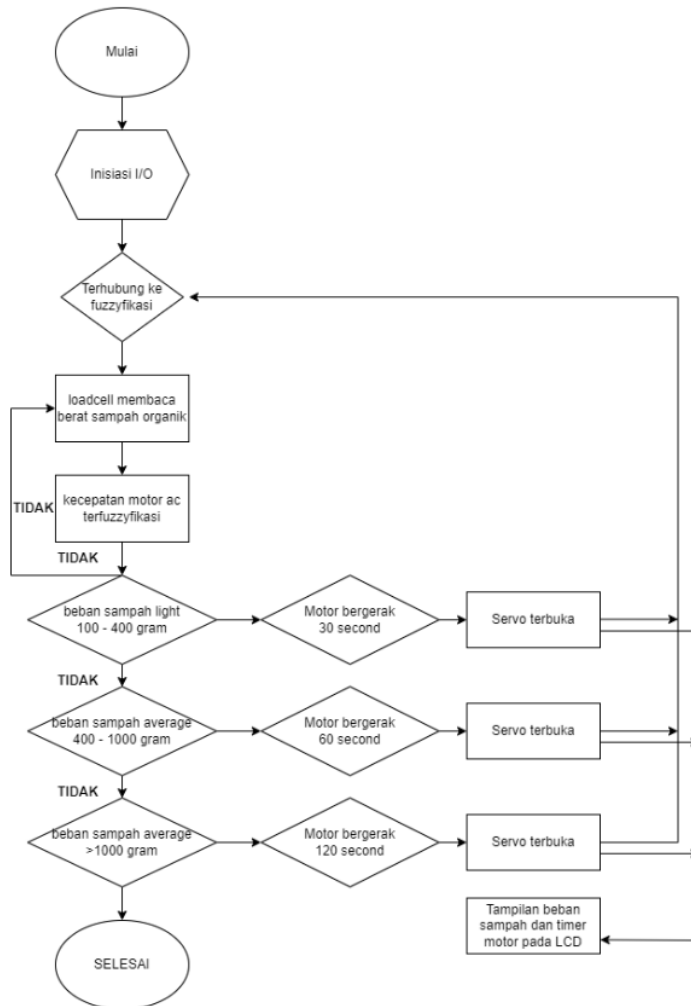 Mulai
Inisiasi I/O
Terhubung ke
fuzzyfikasi
loadcell membaca
berat sampah organik
TIDAK
kecepatan motor ac
terfuzzyfikasi
TIDAK
beban sampah light
100 - 400 gram
Motor bergerak
30 second
Servo terbuka
TIDAK
beban sampah average
400 - 1000 gram
Motor bergerak
60 second
Servo terbuka
TIDAK
beban sampah average
>1000 gram
Motor bergerak
120 second
Servo terbuka
Tampilan beban
sampah dan timer
motor pada LCD
SELESAI